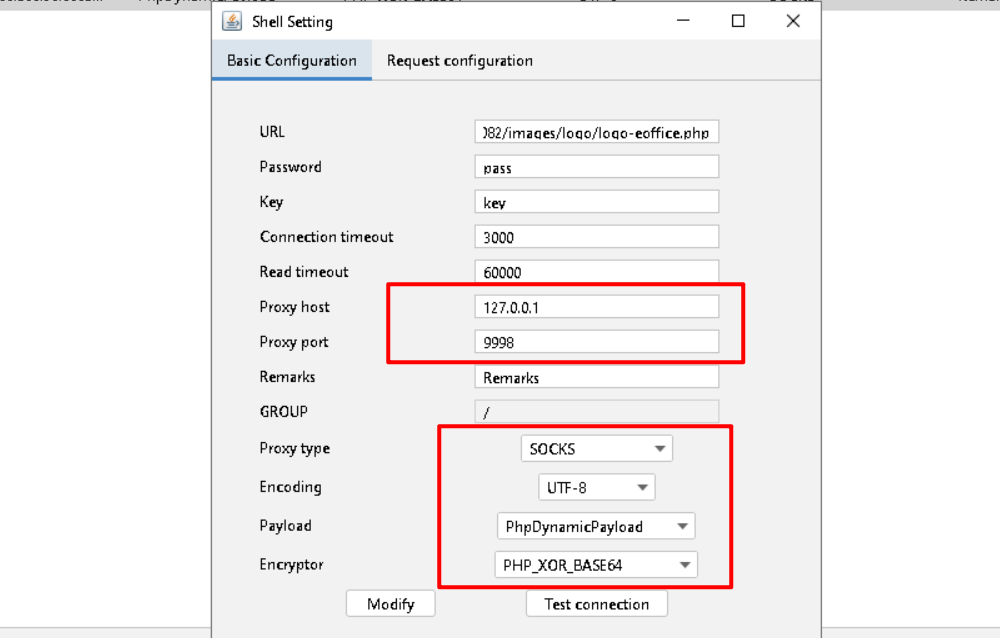 Shell Setting
Basic Configuration Request configuration
URL )82/images/logo/logo-eoffice.php
Password pass
Key key
Connection timeout 3000
Read timeout 60000
Proxy host 127.0.0.1
Proxy port 9998
Remarks Remarks
GROUP /
Proxy type SOCKS
Encoding UTF-8
Payload PhpDynamicPayload
Encryptor PHP_XOR_BASE64
Modify Test connection